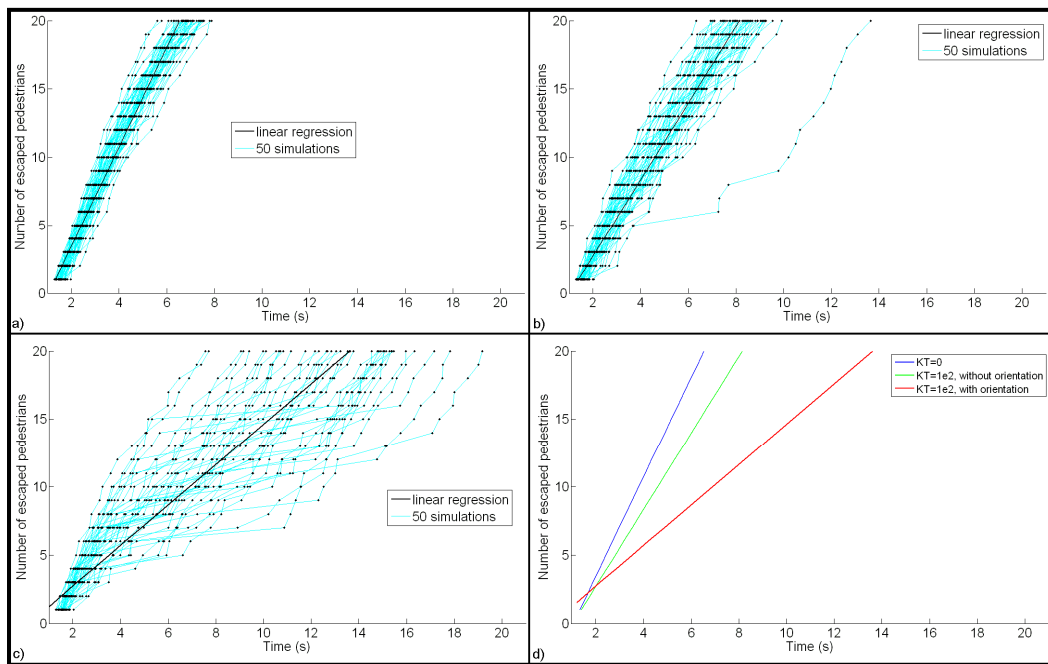 Number of escaped pedestrians
20
15
10
5
0
linear regression
50 simulations
2 4 6 8 10 12 14 16 18 20
Time (s)
a)
Number of escaped pedestrians
20
15
10
5
0
linear regression
50 simulations
2 4 6 8 10 12 14 16 18 20
Time (s)
b)
Number of escaped pedestrians
20
15
10
5
0
linear regression
50 simulations
2 4 6 8 10 12 14 16 18 20
Time (s)
c)
Number of escaped pedestrians
20
15
10
5
0
KT=0
KT=1e2, without orientation
KT=1e2, with orientation
2 4 6 8 10 12 14 16 18 20
Time (s)
d)